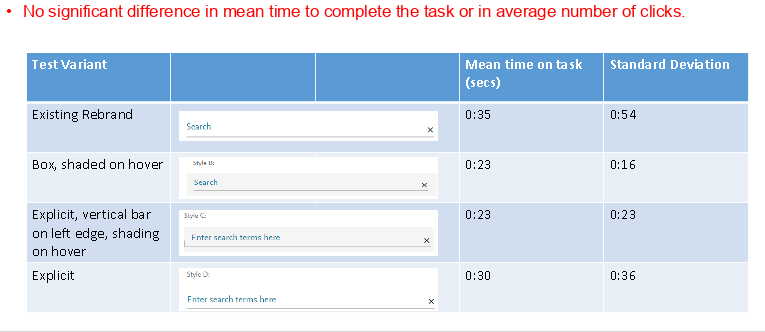 • No significant difference in mean time to complete the task or in average number of clicks.
Test Variant
Mean time on task
(secs)
Standard Deviation
Existing Rebrand
Search
×
0:35
0:54
Box, shaded on hover
Style B:
Search
×
0:23
0:16
Explicit, vertical bar
on left edge, shading
on hover
Style C:
Enter search terms here
×
0:23
0:23
Explicit
Style D:
Enter search terms here
×
0:30
0:36